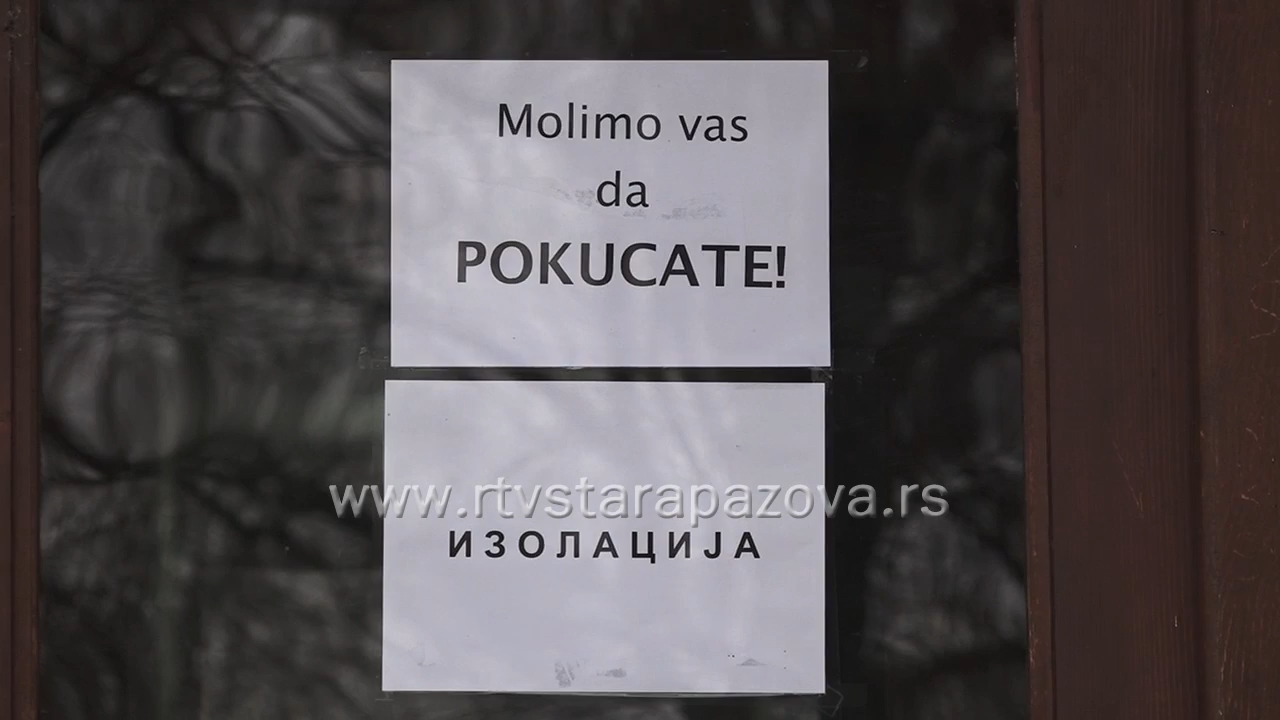 Molimo vas
da
POKUCATE!
www.rtvstarapazova.rs
ИЗОЛАЦИЈА